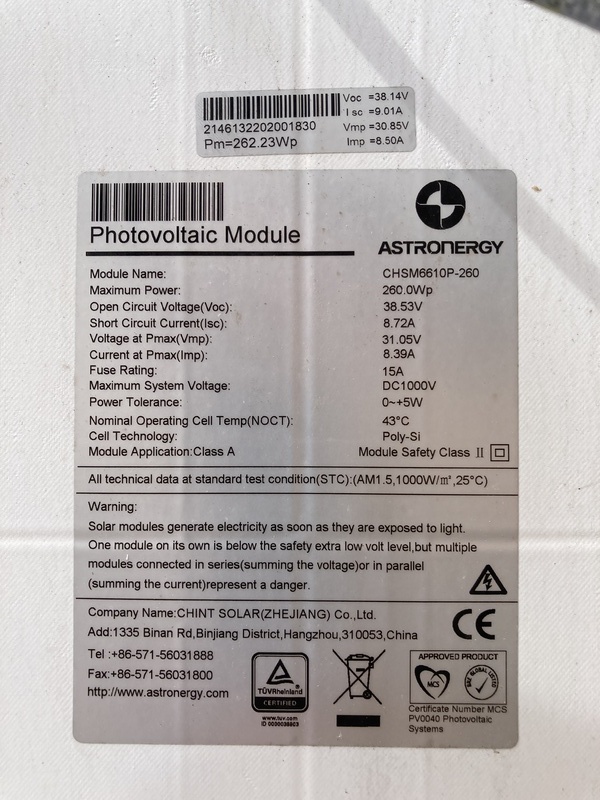 Voc =38.14V
Isc =9.01A
2146132202001830
Vmp =30.85V
Pm=262.23Wp
Imp =8.50A
Photovoltaic Module
ASTRONERGY
Module Name: CHSM6610P-260
Maximum Power: 260.0Wp
Open Circuit Voltage(Voc): 38.53V
Short Circuit Current(Isc): 8.72A
Voltage at Pmax(Vmp): 31.05V
Current at Pmax(Imp): 8.39A
Fuse Rating: 15A
Maximum System Voltage: DC1000V
Power Tolerance: 0~+5W
Nominal Operating Cell Temp(NOCT): 43°C
Cell Technology: Poly-Si
Module Application:Class A Module Safety Class II
All technical data at standard test condition(STC):(AM1.5,1000W/m²,25°C)
Warning:
Solar modules generate electricity as soon as they are exposed to light.
One module on its own is below the safety extra low volt level,but multiple
modules connected in series(summing the voltage)or in parallel
(summing the current)represent a danger.
Company Name:CHINT SOLAR(ZHEJIANG) Co.,Ltd.
Add:1335 Binan Rd,Binjiang District,Hangzhou,310053,China
CE
Tel :+86-571-56031888
Fax:+86-571-56031800
http://www.astronergy.com
TÜVRheinland
CERTIFIED
www.tuv.com
APPROVED PRODUCT
MCS
Certificate Number MCS
PV0040 Photovoltaic
Systems